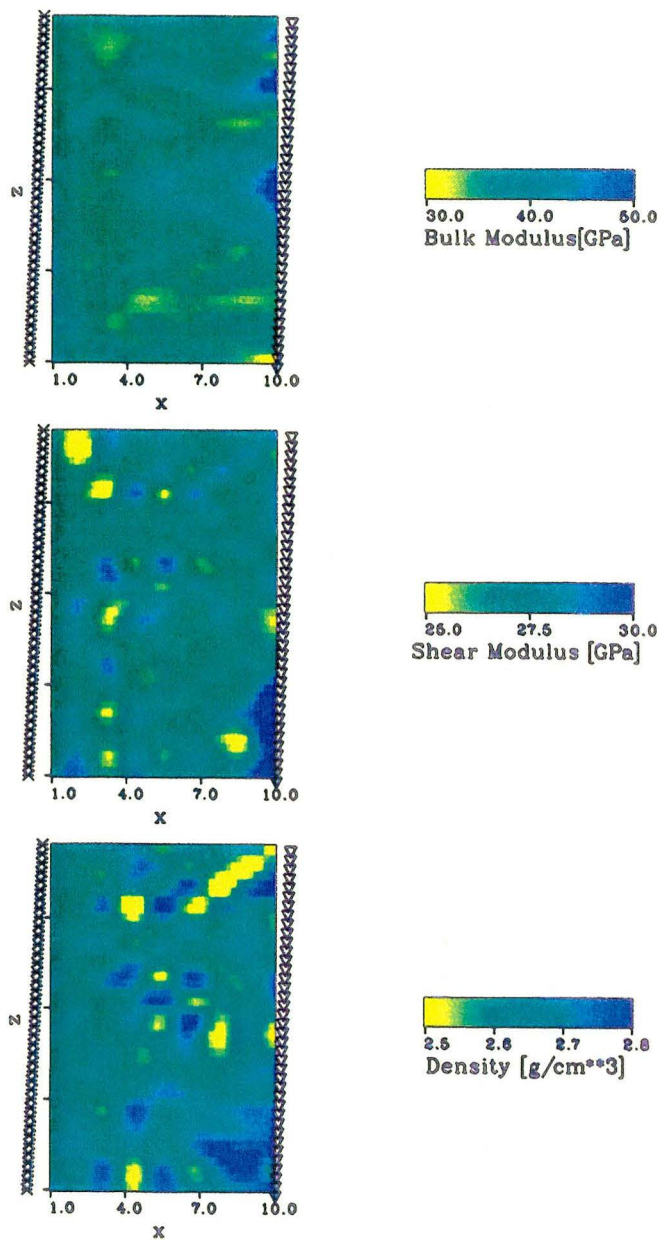 Z
1.0 4.0 7.0 10.0
X
30.0 40.0 50.0
Bulk Modulus[GPa]
Z
1.0 4.0 7.0 10.0
X
25.0 27.5 30.0
Shear Modulus [GPa]
Z
1.0 4.0 7.0 10.0
X
2.5 2.6 2.7 2.8
Density [g/cm**3]